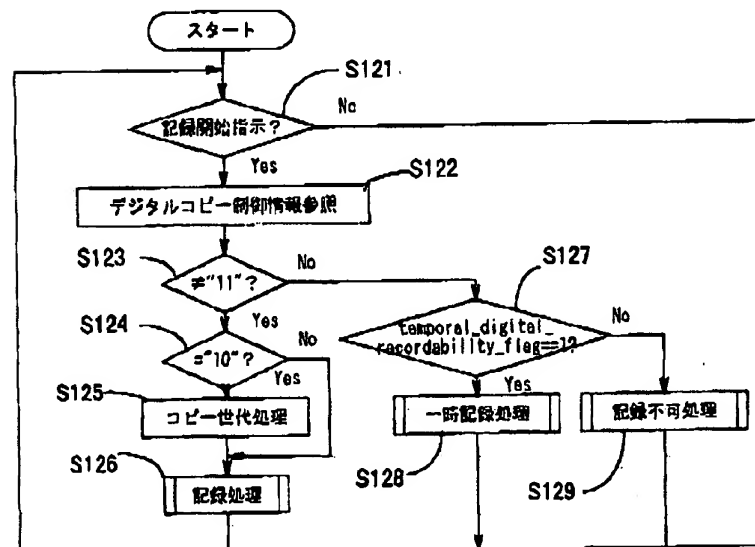 スタート
S121
記録開始指示?
No
Yes
S122
デジタルコピー制御情報参照
S123
≠"11"?
No
Yes
S127
temporal_digital_
recordability_flag==1?
No
Yes
S124
="10"?
No
Yes
S125
コピー世代処理
一時記録処理
記録不可処理
S126
S128
S129
記録処理